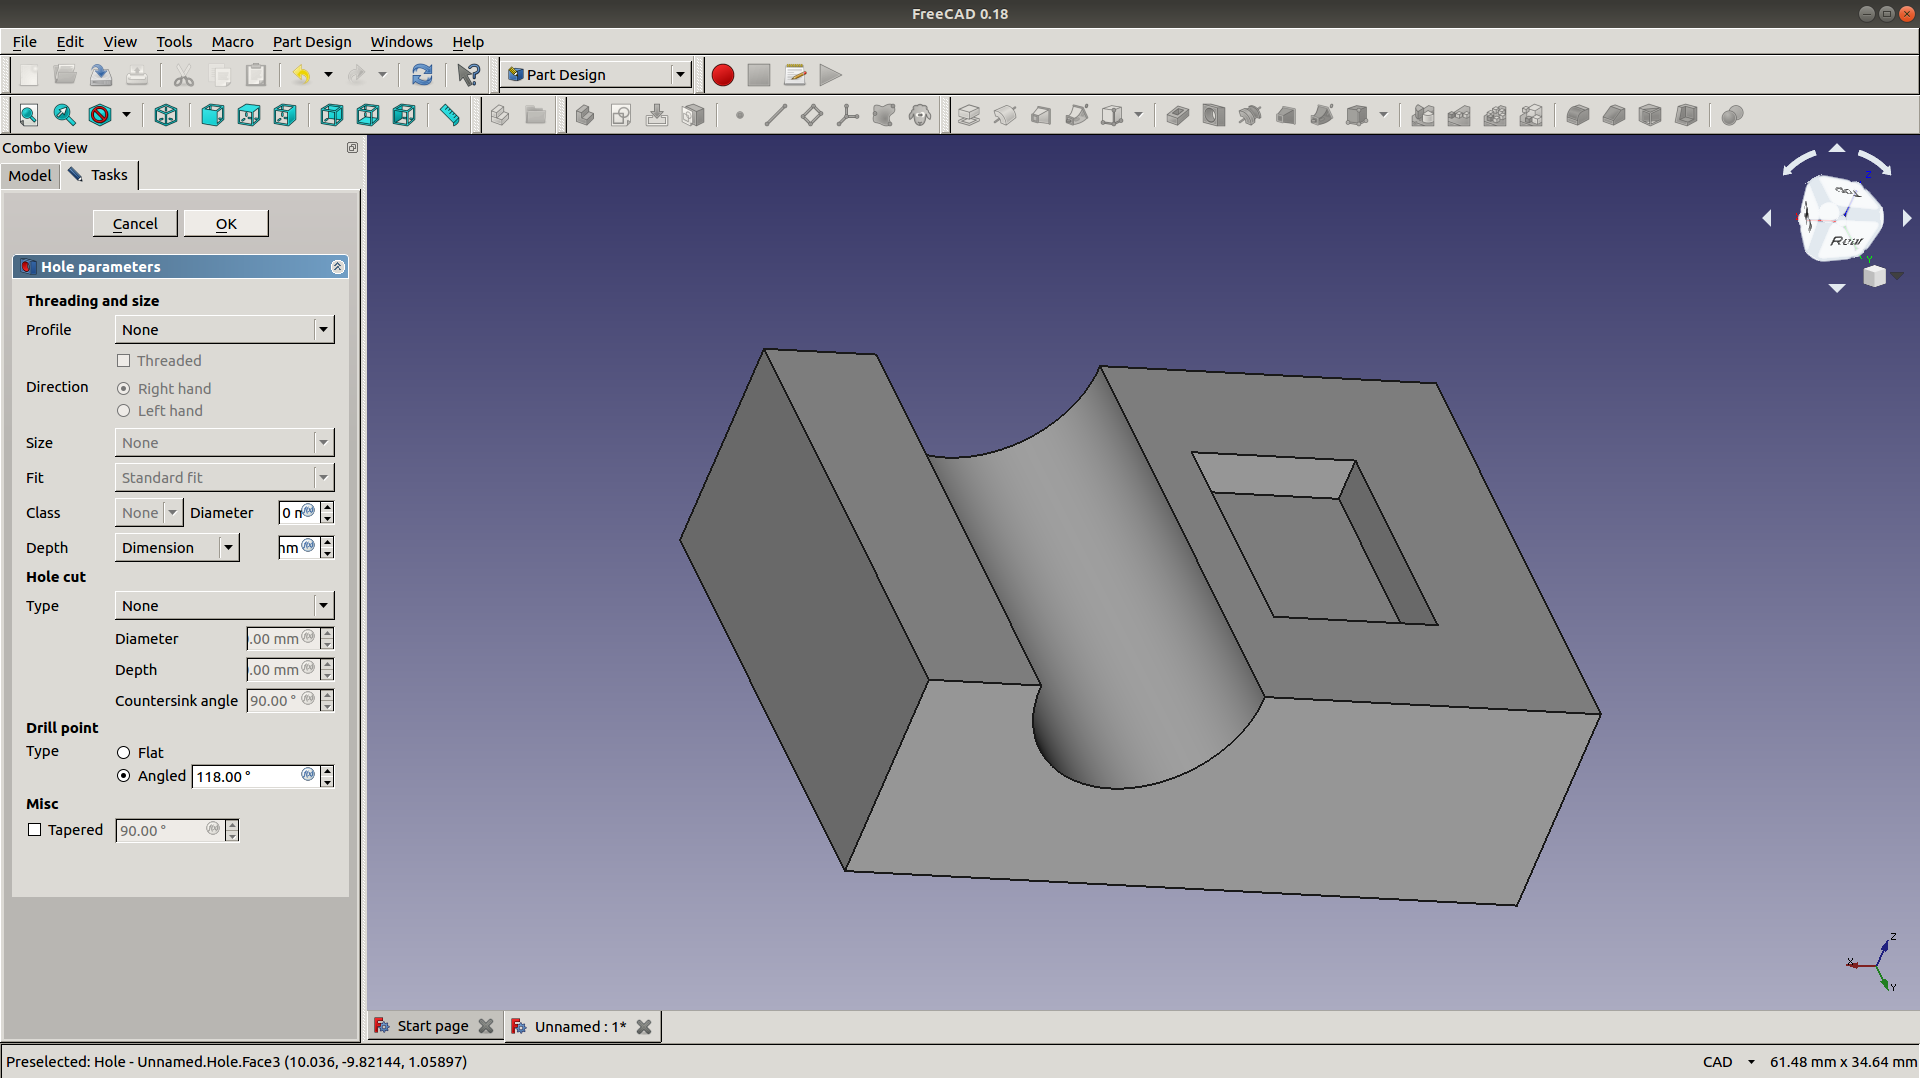 FreeCAD 0.18
File Edit View Tools Macro Part Design Windows Help
Part Design
Combo View
Model Tasks
Cancel OK
Hole parameters
Threading and size
Profile None
Threaded
Direction Right hand
Left hand
Size None
Fit Standard fit
Class None Diameter 0
Depth Dimension
Hole cut
Type None
Diameter .00 mm
Depth .00 mm
Countersink angle 90.00 °
Drill point
Type Flat
Angled 118.00 °
Misc
Tapered 90.00 °
Z
Top
Rear
Y
Z
X
Y
Start page Unnamed : 1*
Preselected: Hole - Unnamed.Hole.Face3 (10.036, -9.82144, 1.05897)
CAD 61.48 mm x 34.64 mm